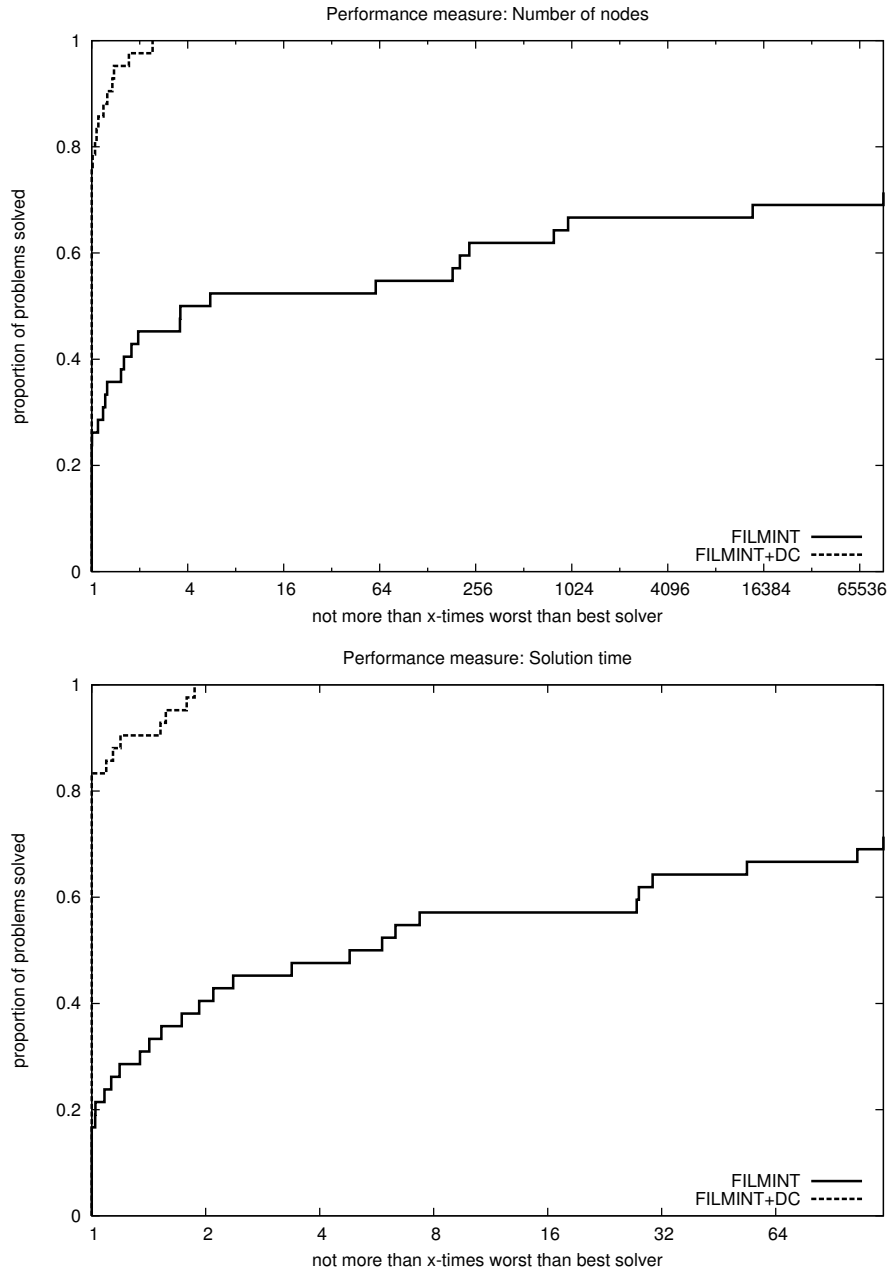 Performance measure: Number of nodes
1
0.8
0.6
0.4
0.2
0
proportion of problems solved
FILMINT
FILMINT+DC
1 4 16 64 256 1024 4096 16384 65536
not more than x-times worst than best solver
Performance measure: Solution time
1
0.8
0.6
0.4
0.2
0
proportion of problems solved
FILMINT
FILMINT+DC
1 2 4 8 16 32 64
not more than x-times worst than best solver